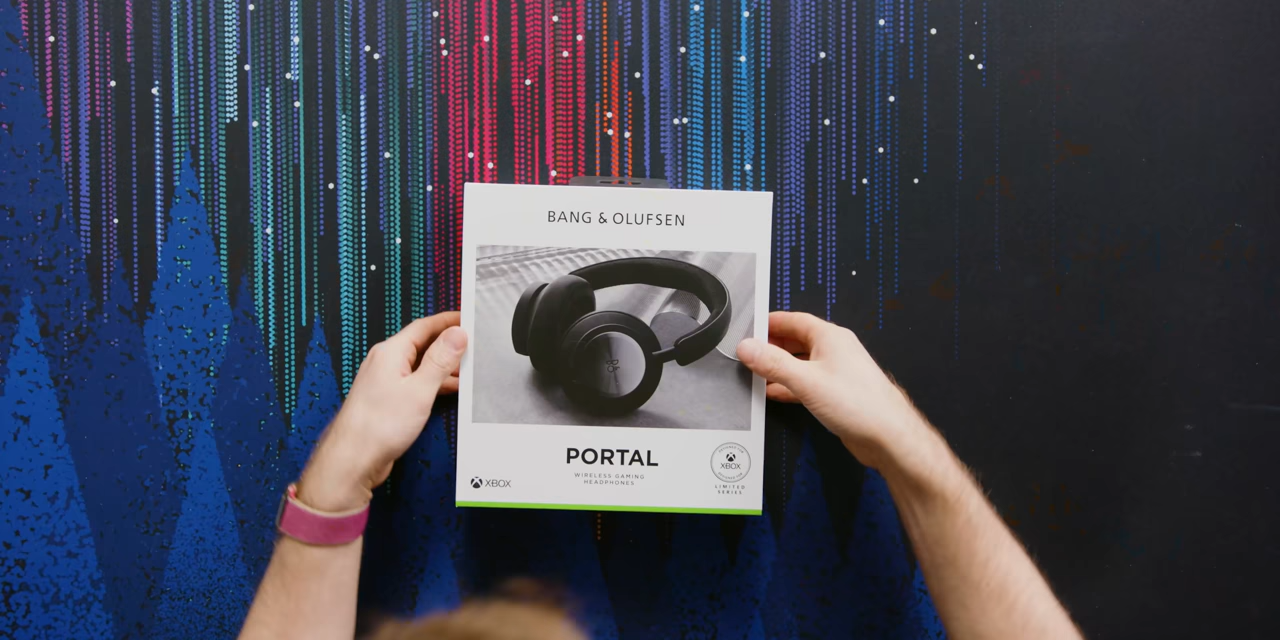 BANG & OLUFSEN
PORTAL
WIRELESS GAMING
HEADPHONES
XBOX
XBOX
LIMITED
SERIES